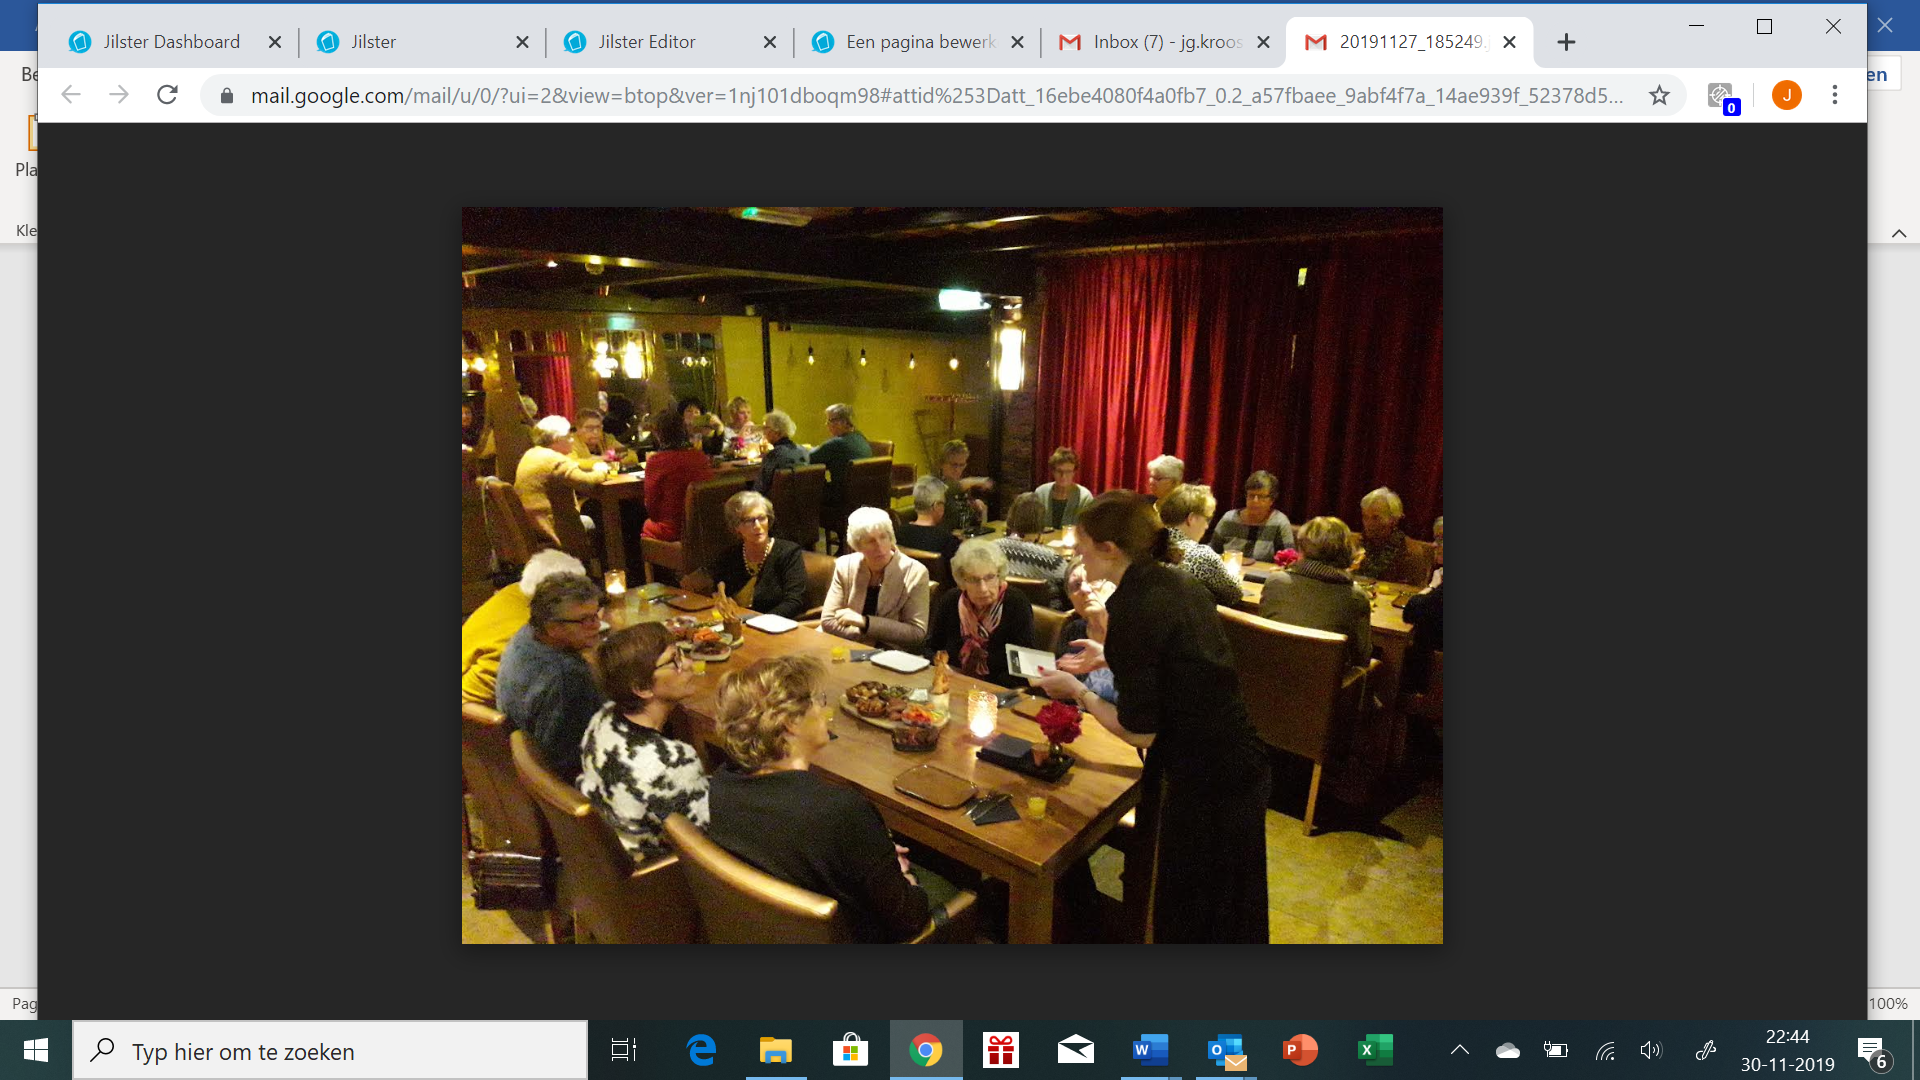 Jilster Dashboard
Jilster
Jilster Editor
Een pagina bewerk
Inbox (7) - jg.kroos
20191127_185249.j
Be
en
mail.google.com/mail/u/0/?ui=2&view=btop&ver=1nj101dboqm98#attid%253Datt_16ebe4080f4a0fb7_0.2_a57fbaee_9abf4f7a_14ae939f_52378d5...
0
J
Pla
Kle
Pag
100%
Typ hier om te zoeken
W
O
P
X
22:44
30-11-2019
6